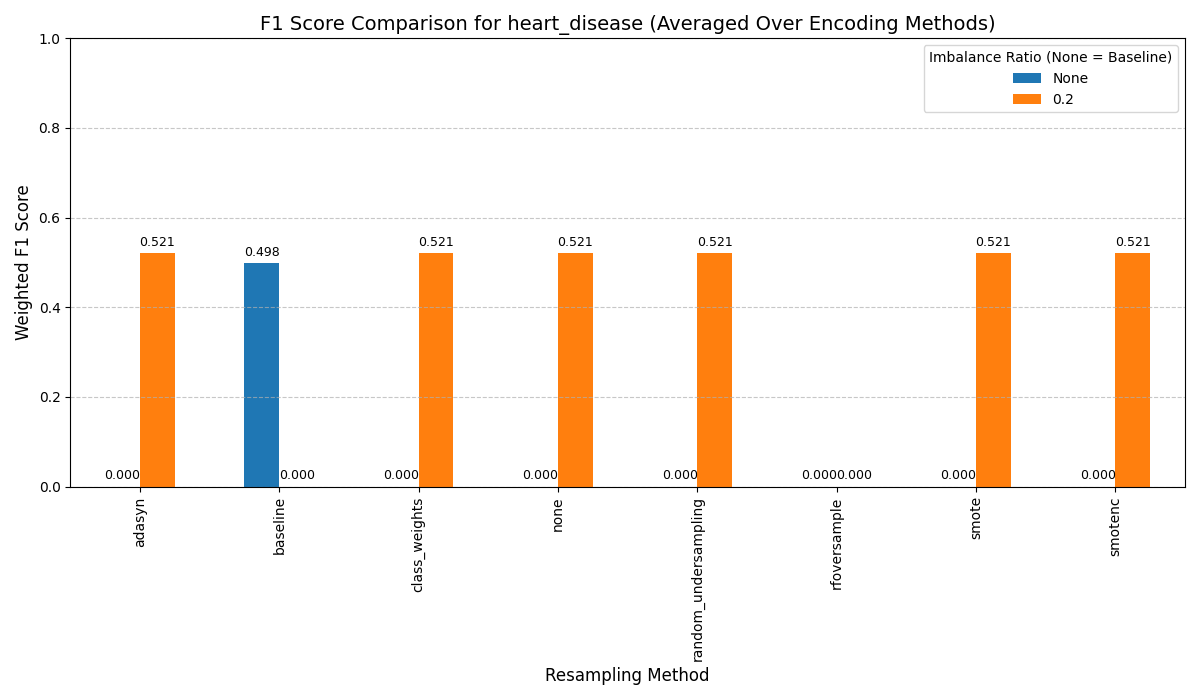 F1 Score Comparison for heart_disease (Averaged Over Encoding Methods)
Imbalance Ratio (None = Baseline)
None
0.2
Weighted F1 Score
1.0
0.8
0.6
0.4
0.2
0.0
0.000 0.521
0.498 0.000
0.000 0.521
0.000 0.521
0.000 0.521
0.000 0.000
0.000 0.521
0.000 0.521
adasyn
baseline
class_weights
none
random_undersampling
rfoversample
smote
smotenc
Resampling Method